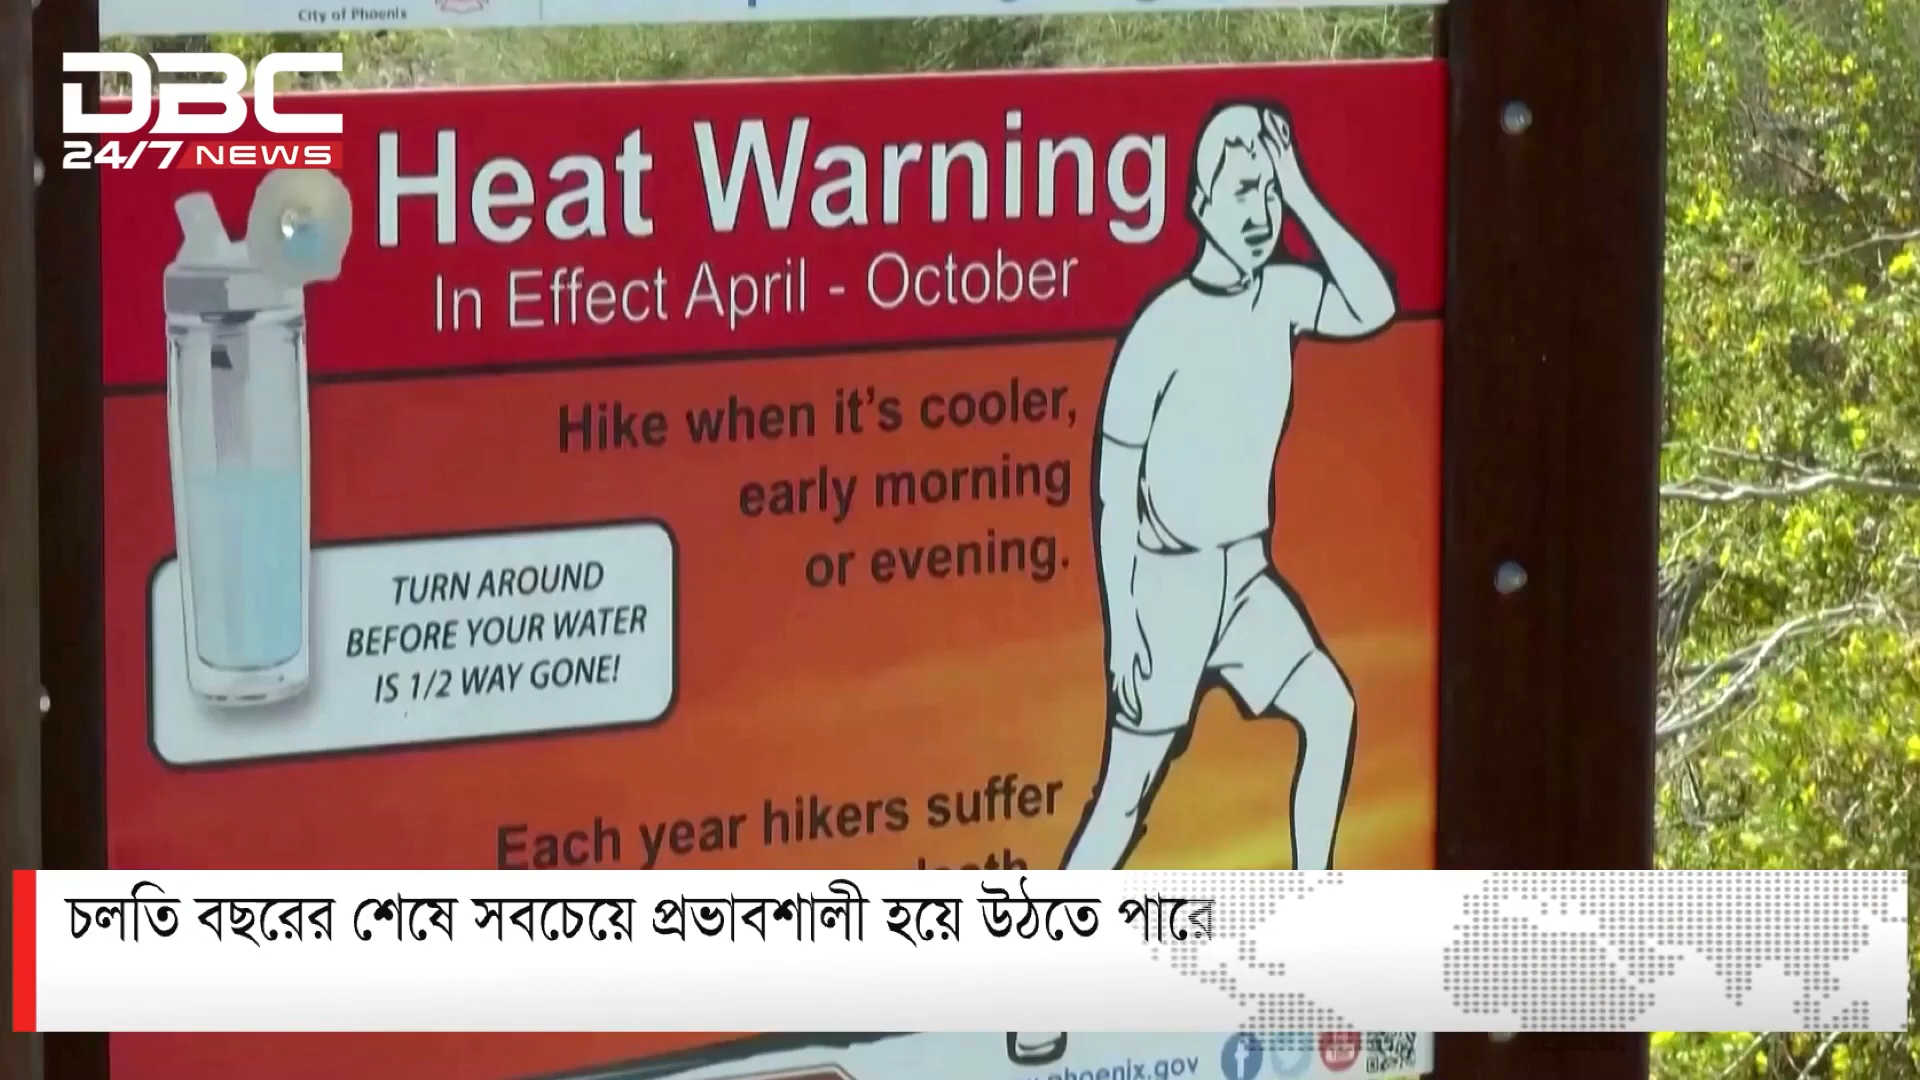 City of Phoenix
DBC
24/7 NEWS
Heat Warning
In Effect April - October
Hike when it's cooler,
early morning
or evening.
TURN AROUND
BEFORE YOUR WATER
IS 1/2 WAY GONE!
Each year hikers suffer
চলতি বছরের শেষে সবচেয়ে প্রভাবশালী হয়ে উঠতে পারে
phoenix.gov